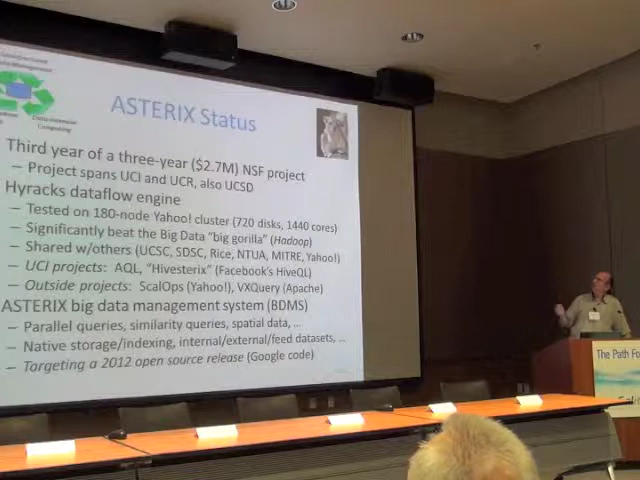 Computing
ASTERIX Status
Third year of a three-year ($2.7M) NSF project
– Project spans UCI and UCR, also UCSD
Hyracks dataflow engine
– Tested on 180-node Yahoo! cluster (720 disks, 1440 cores)
– Significantly beat the Big Data "big gorilla" (Hadoop)
– Shared w/others (UCSC, SDSC, Rice, NTUA, MITRE, Yahoo!)
– UCI projects: AQL, "Hivesterix" (Facebook's HiveQL)
– Outside projects: ScalOps (Yahoo!), VXQuery (Apache)
ASTERIX big data management system (BDMS)
– Parallel queries, similarity queries, spatial data, ...
– Native storage/indexing, internal/external/feed datasets, ...
– Targeting a 2012 open source release (Google code)
The Path Fo